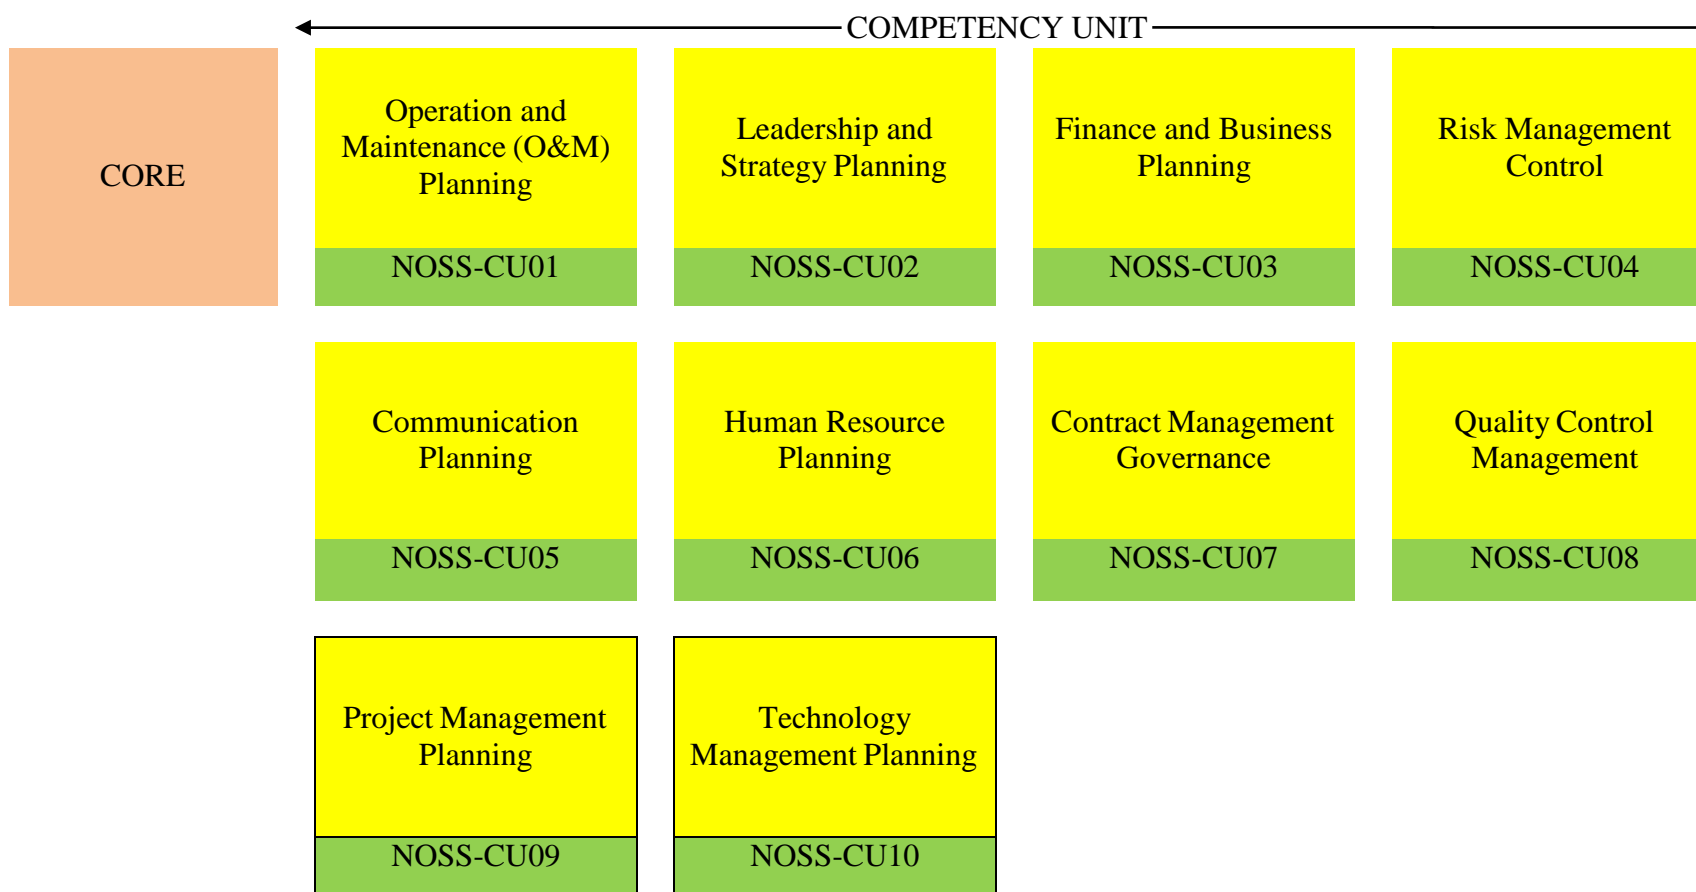 COMPETENCY UNIT
CORE
Operation and
Maintenance (O&M)
Planning
NOSS-CU01
Leadership and
Strategy Planning
NOSS-CU02
Finance and Business
Planning
NOSS-CU03
Risk Management
Control
NOSS-CU04
Communication
Planning
NOSS-CU05
Human Resource
Planning
NOSS-CU06
Contract Management
Governance
NOSS-CU07
Quality Control
Management
NOSS-CU08
Project Management
Planning
NOSS-CU09
Technology
Management Planning
NOSS-CU10